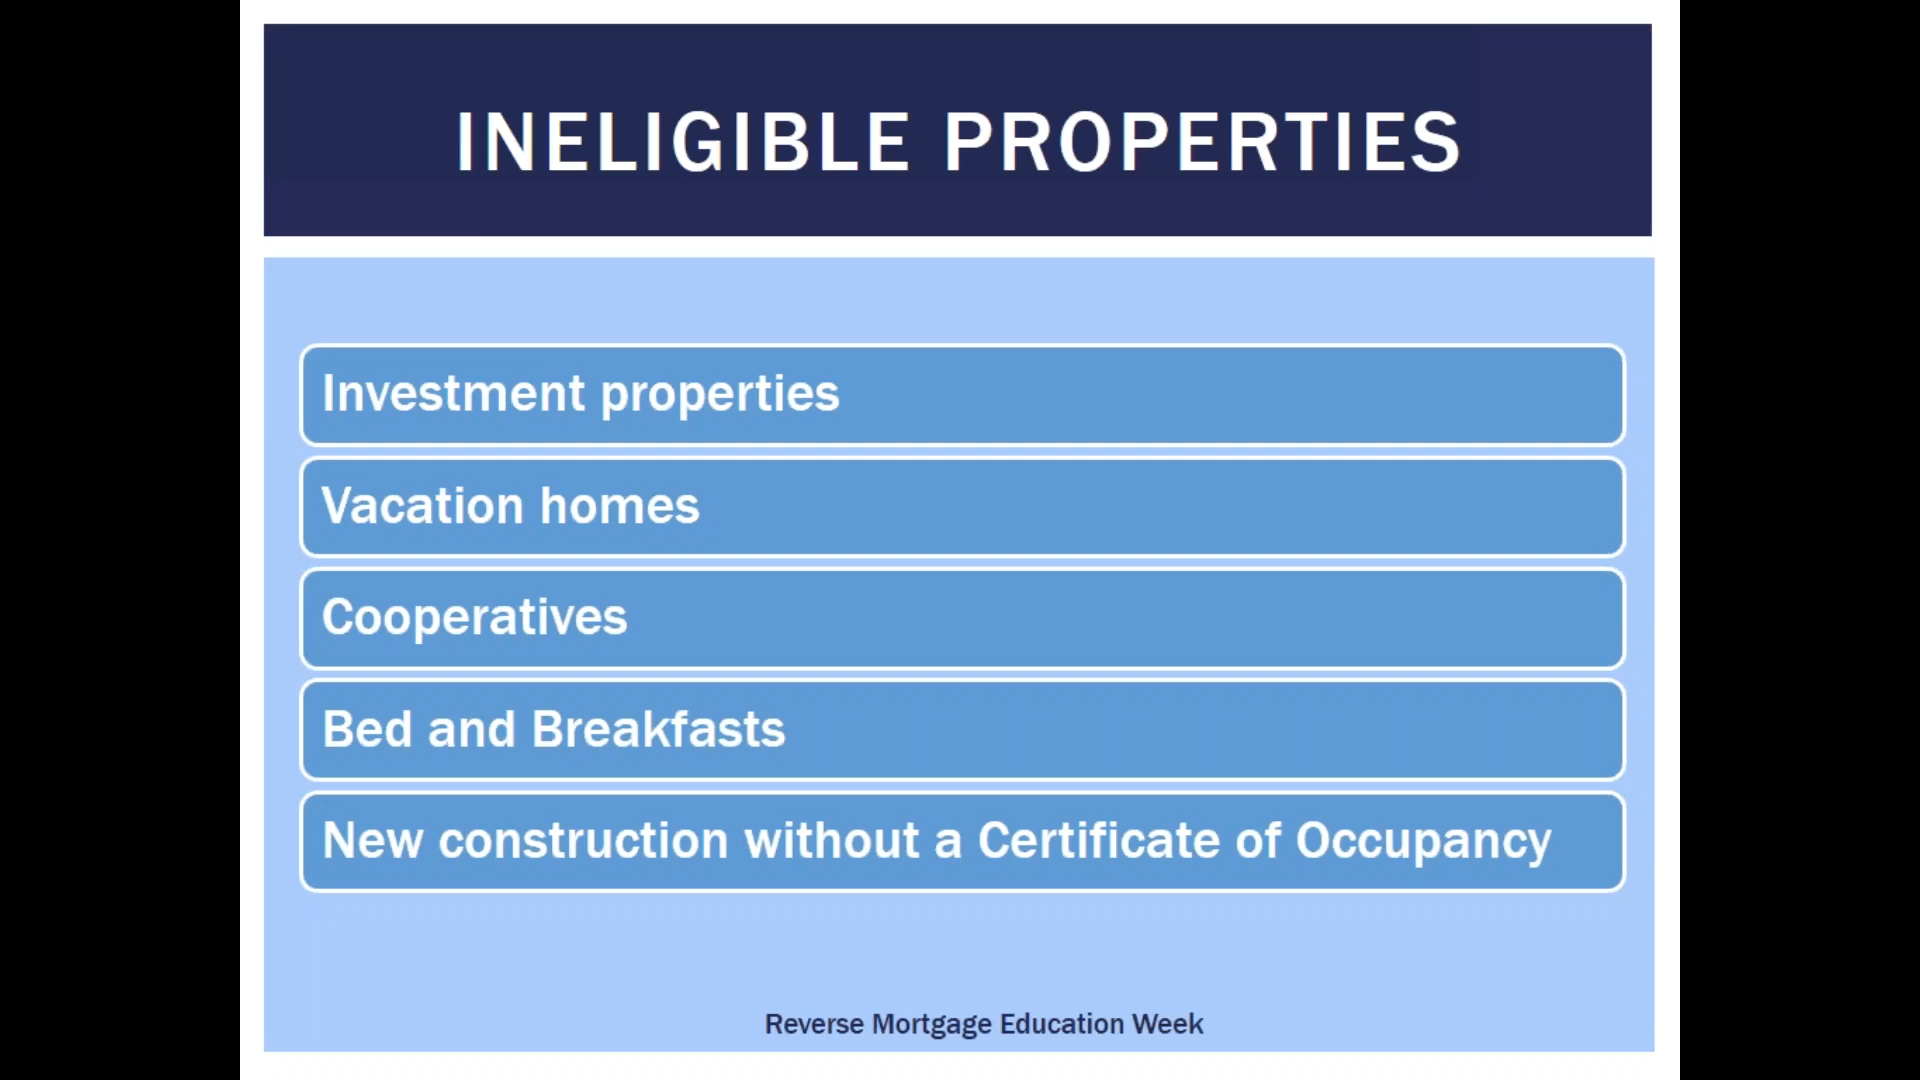 INELIGIBLE PROPERTIES
Investment properties
Vacation homes
Cooperatives
Bed and Breakfasts
New construction without a Certificate of Occupancy
Reverse Mortgage Education Week